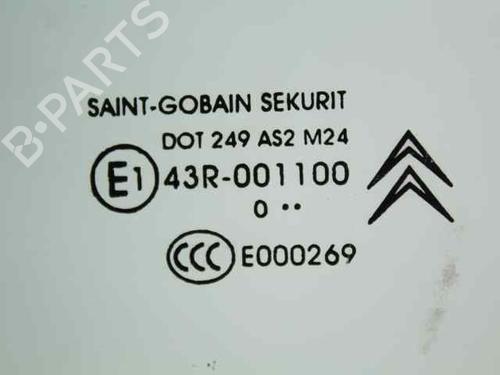 B-PARTS
SAINT-GOBAIN SEKURIT
DOT 249 AS2 M24
E1 43R-001100
0 ••
CCC E000269